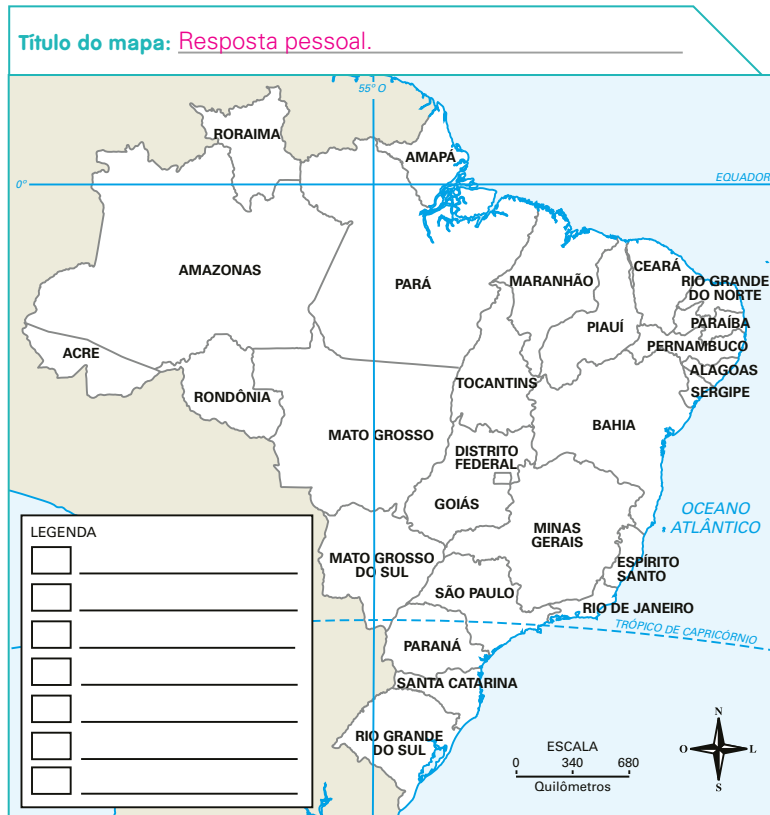 Título do mapa: Resposta pessoal.
55° O
RORAIMA
AMAPÁ
0°
EQUADOR
AMAZONAS
PARÁ
MARANHÃO
CEARÁ
RIO GRANDE
DO NORTE
PIAUÍ
PARAÍBA
PERNAMBUCO
ACRE
ALAGOAS
TOCANTINS
SERGIPE
RONDÔNIA
BAHIA
MATO GROSSO
DISTRITO
FEDERAL
GOIÁS
OCEANO
ATLÂNTICO
MINAS
GERAIS
LEGENDA
MATO GROSSO
DO SUL
ESPÍRITO
SANTO
SÃO PAULO
RIO DE JANEIRO
TRÓPICO DE CAPRICÓRNIO
PARANÁ
SANTA CATARINA
RIO GRANDE
DO SUL
ESCALA
0 340 680
Quilômetros
N
O L
S